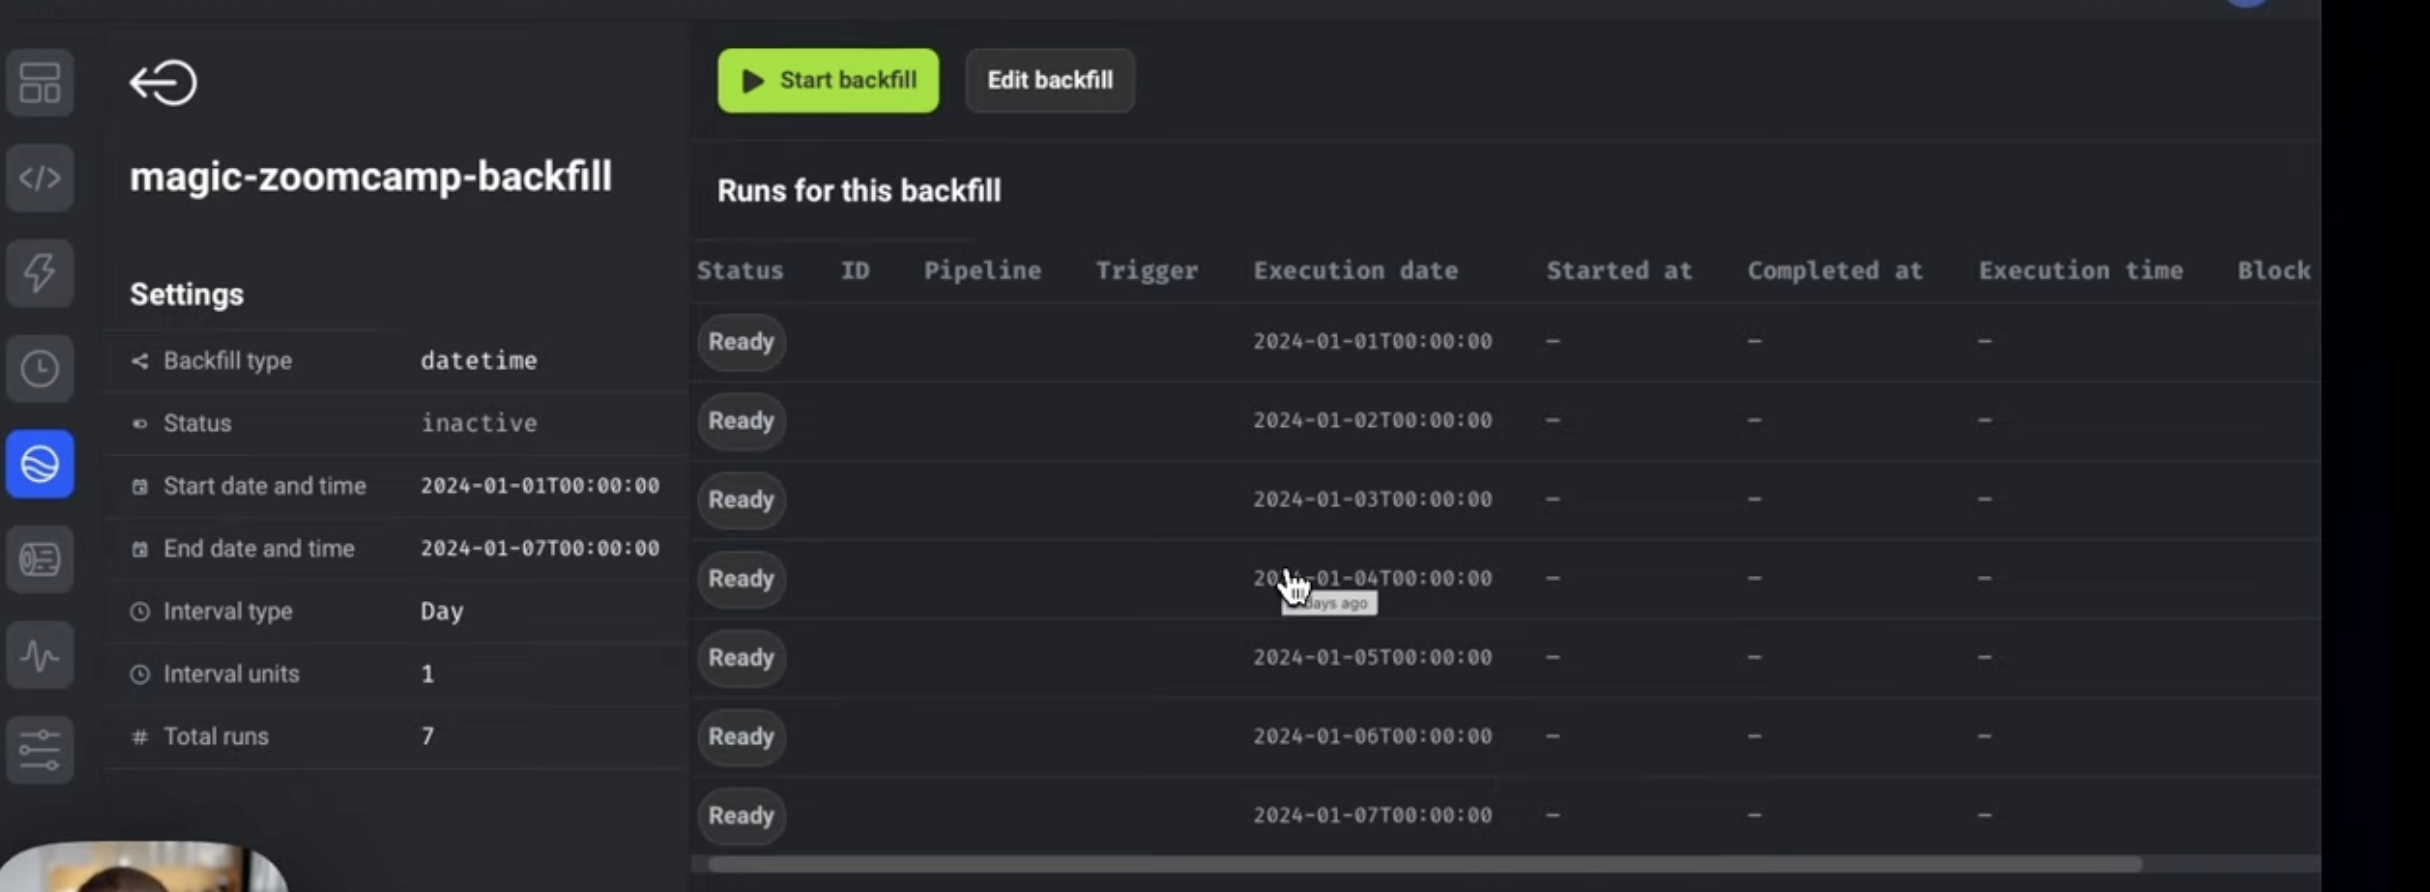 Start backfill
Edit backfill
magic-zoomcamp-backfill
Runs for this backfill
Settings
Status ID Pipeline Trigger Execution date Started at Completed at Execution time Block
Backfill type datetime
Status inactive
Start date and time 2024-01-01T00:00:00
End date and time 2024-01-07T00:00:00
Interval type Day
Interval units 1
# Total runs 7
Ready 2024-01-01T00:00:00 – – –
Ready 2024-01-02T00:00:00 – – –
Ready 2024-01-03T00:00:00 – – –
Ready 2024-01-04T00:00:00 – – –
days ago
Ready 2024-01-05T00:00:00 – – –
Ready 2024-01-06T00:00:00 – – –
Ready 2024-01-07T00:00:00 – – –